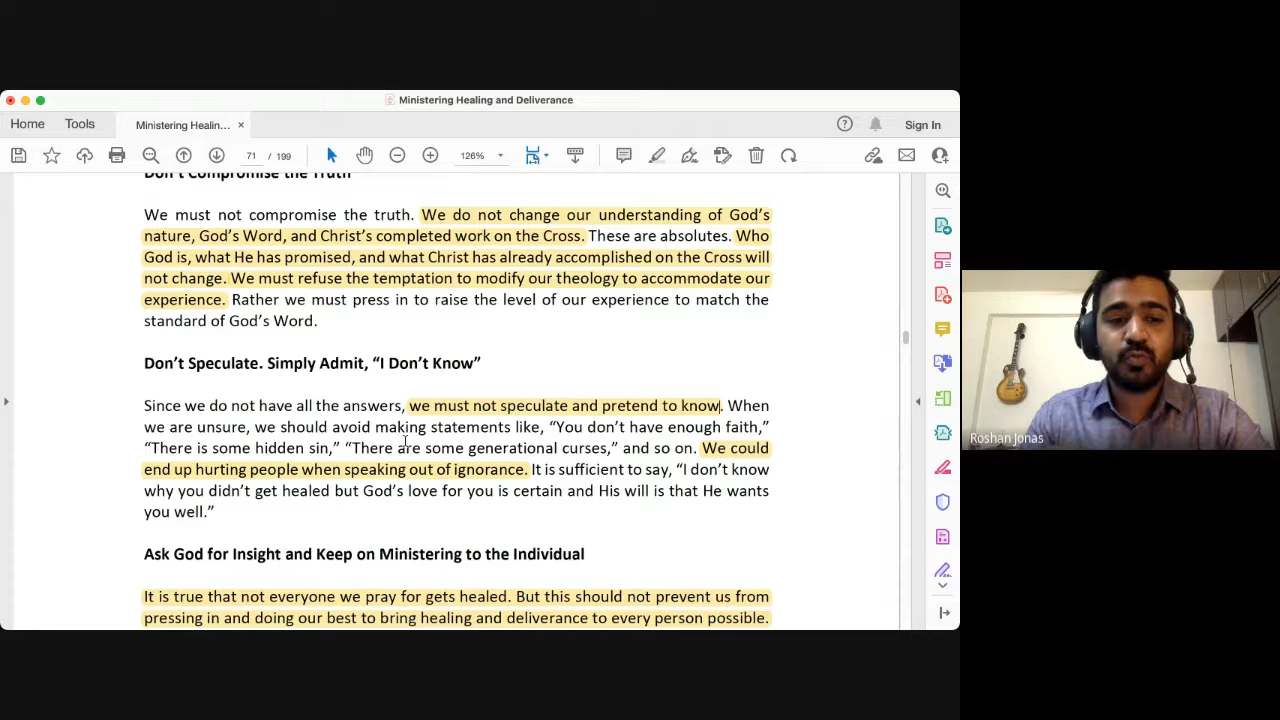 Ministering Healing and Deliverance
Home Tools Ministering Healin... × Sign In
71 / 199 126%
Don't Compromise the Truth
We must not compromise the truth. We do not change our understanding of God's
nature, God's Word, and Christ's completed work on the Cross. These are absolutes. Who
God is, what He has promised, and what Christ has already accomplished on the Cross will
not change. We must refuse the temptation to modify our theology to accommodate our
experience. Rather we must press in to raise the level of our experience to match the
standard of God's Word.
Don't Speculate. Simply Admit, "I Don't Know"
Since we do not have all the answers, we must not speculate and pretend to know. When
we are unsure, we should avoid making statements like, "You don't have enough faith,"
"There is some hidden sin," "There are some generational curses," and so on. We could
end up hurting people when speaking out of ignorance. It is sufficient to say, "I don't know
why you didn't get healed but God's love for you is certain and His will is that He wants
you well."
Ask God for Insight and Keep on Ministering to the Individual
It is true that not everyone we pray for gets healed. But this should not prevent us from
pressing in and doing our best to bring healing and deliverance to every person possible.
Roshan Jonas